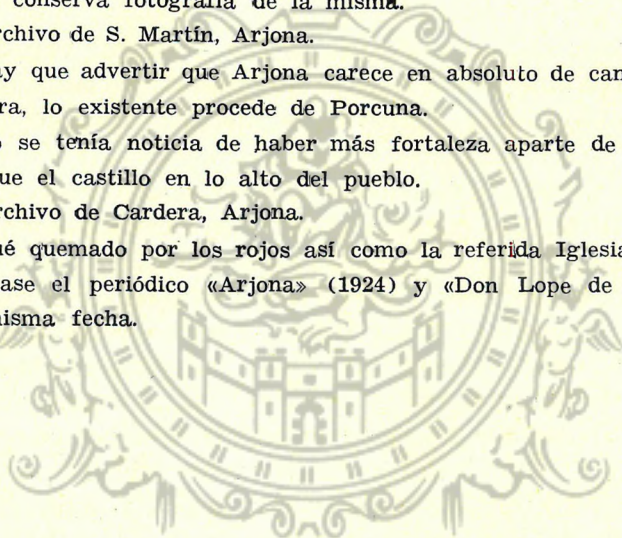 conserva fotografía de la misma.
rchivo de S. Martín, Arjona.
y que advertir que Arjona carece en absoluto de can
ra, lo existente procede de Porcuna.
se tenía noticia de haber más fortaleza aparte de
ue el castillo en lo alto del pueblo.
rchivo de Cardera, Arjona.
é quemado por los rojos así como la referida Iglesia
ase el periódico «Arjona» (1924) y «Don Lope de
isma fecha.